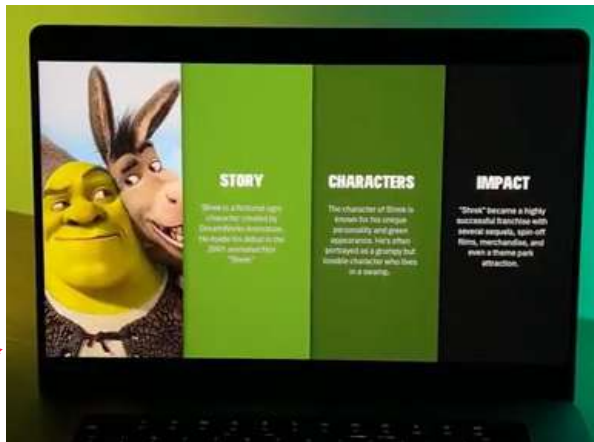 STORY
"Shrek is a fictional ogre
character created by
DreamWorks Animation.
He made his debut in the
2001 animated film
"Shrek"
CHARACTERS
The character of Shrek is
known for his unique
personality and green
appearance. He's often
portrayed as a grumpy but
lovable character who lives
in a swamp.
IMPACT
"Shrek" became a highly
successful franchise with
several sequels, spin-off
films, merchandise, and
even a theme park
attraction.